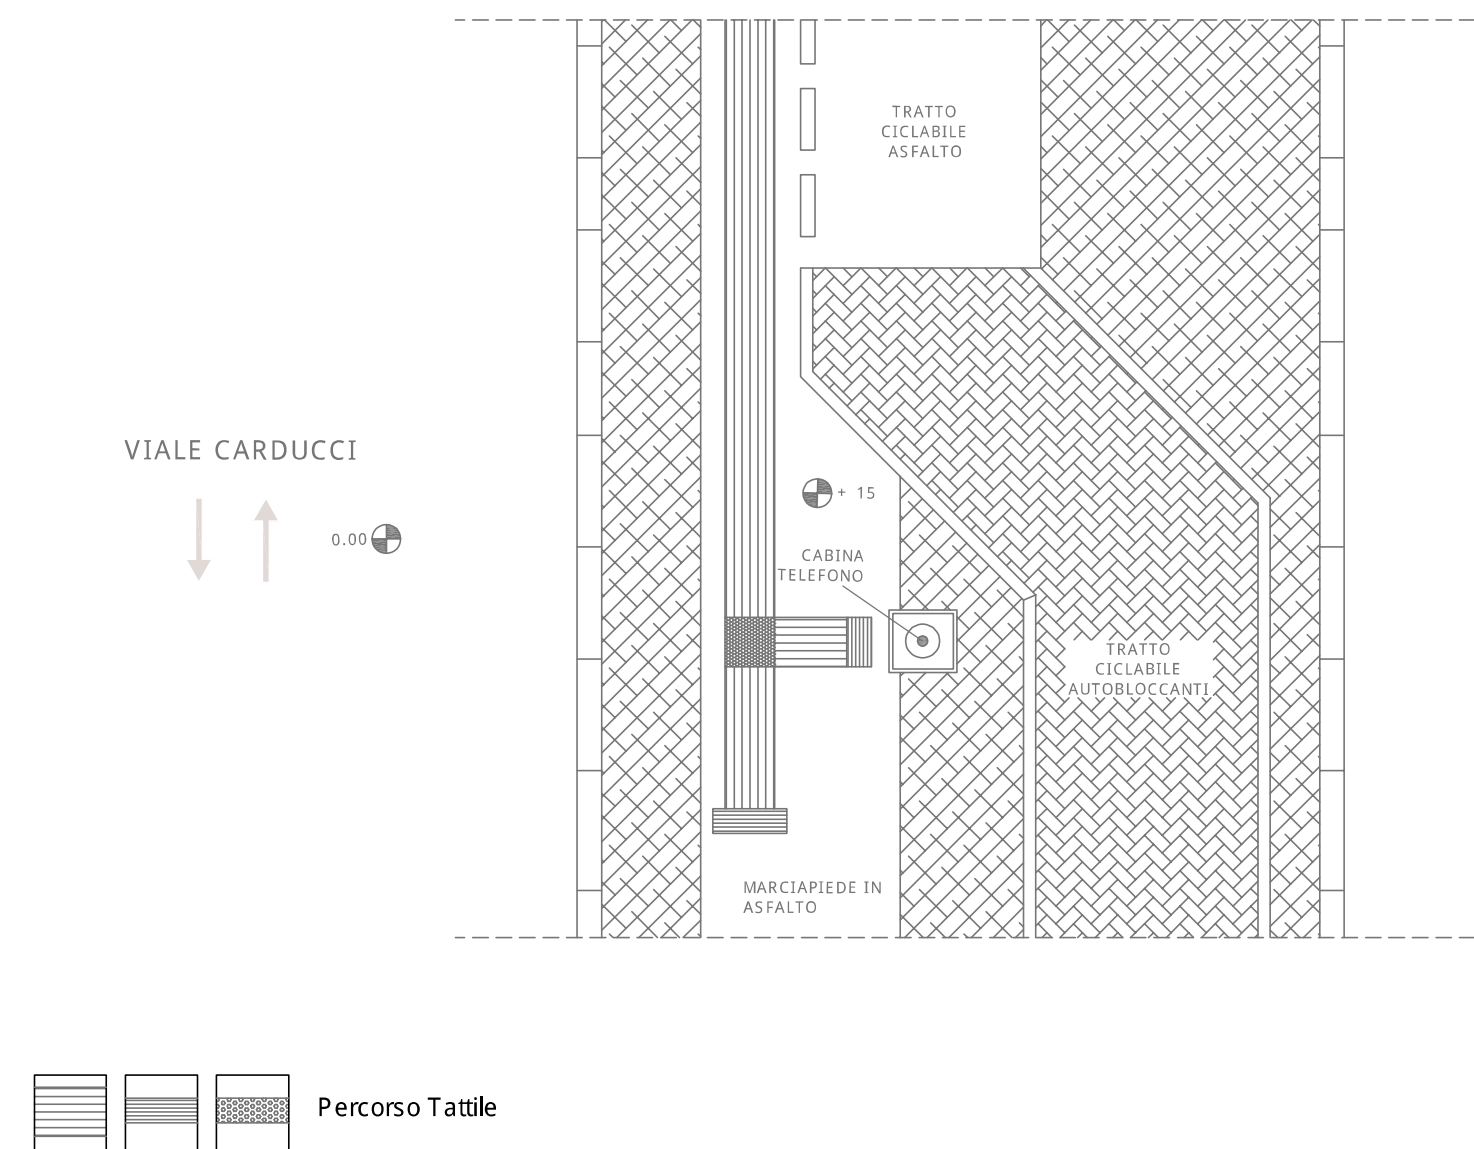 TRATTO
CICLABILE
ASFALTO
VIALE CARDUCCI
+ 15
0.00
CABINA
TELEFONO
TRATTO
CICLABILE
AUTOBLOCCANTI
MARCIAPIEDE IN
ASFALTO
Percorso Tattile